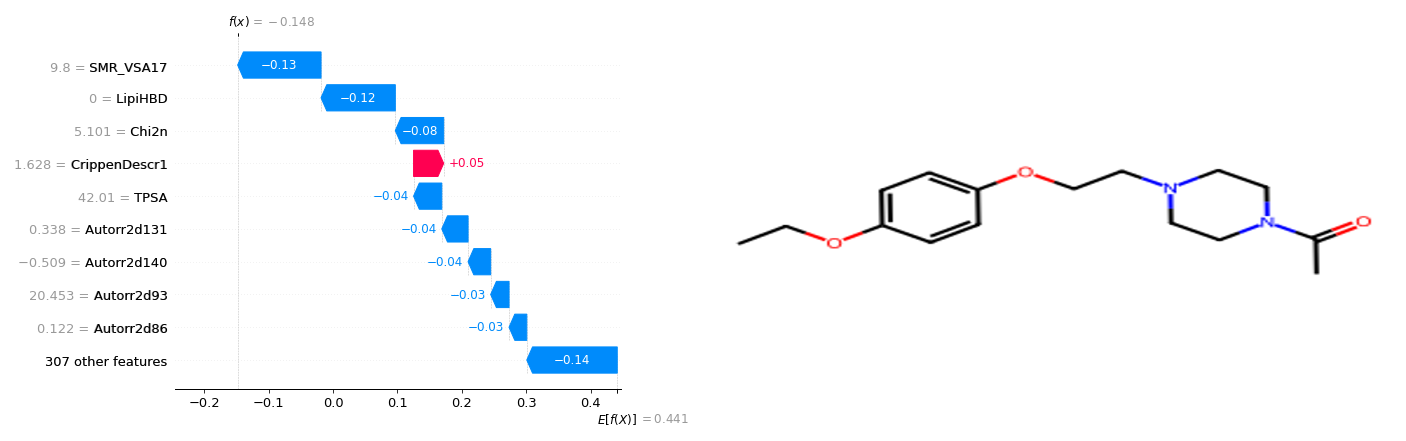 f(x) = −0.148
9.8 = SMR_VSA17
−0.13
0 = LipiHBD
−0.12
5.101 = Chi2n
−0.08
1.628 = CrippenDescr1
+0.05
42.01 = TPSA
−0.04
0.338 = Autorr2d131
−0.04
−0.509 = Autorr2d140
−0.04
20.453 = Autorr2d93
−0.03
0.122 = Autorr2d86
−0.03
307 other features
−0.14
−0.2 −0.1 0.0 0.1 0.2 0.3 0.4
E[f(X)] = 0.441
O
N
N
O
O